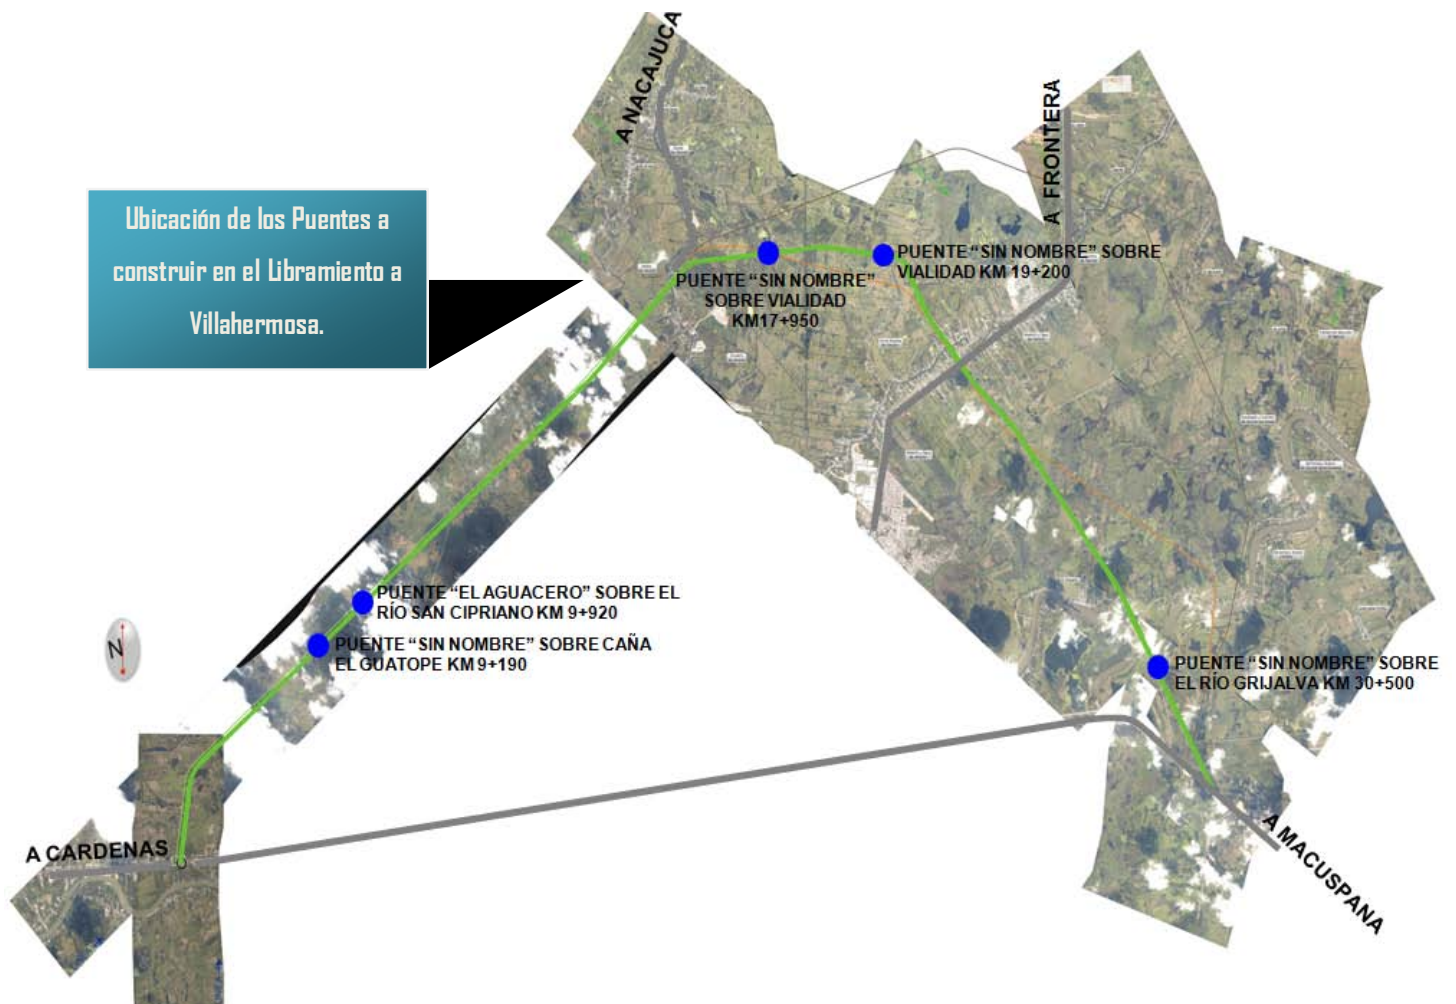 A NACAJUCA
A FRONTERA
Ubicación de los Puentes a
construir en el Libramiento a
Villahermosa.
PUENTE “SIN NOMBRE” SOBRE
VIALIDAD KM 19+200
PUENTE “SIN NOMBRE”
SOBRE VIALIDAD
KM17+950
PUENTE “EL AGUACERO” SOBRE EL
RÍO SAN CIPRIANO KM 9+920
PUENTE “SIN NOMBRE” SOBRE CAÑA
EL GUATOPE KM 9+190
N
PUENTE “SIN NOMBRE” SOBRE
EL RÍO GRIJALVA KM 30+500
A CARDENAS
A MACUSPANA